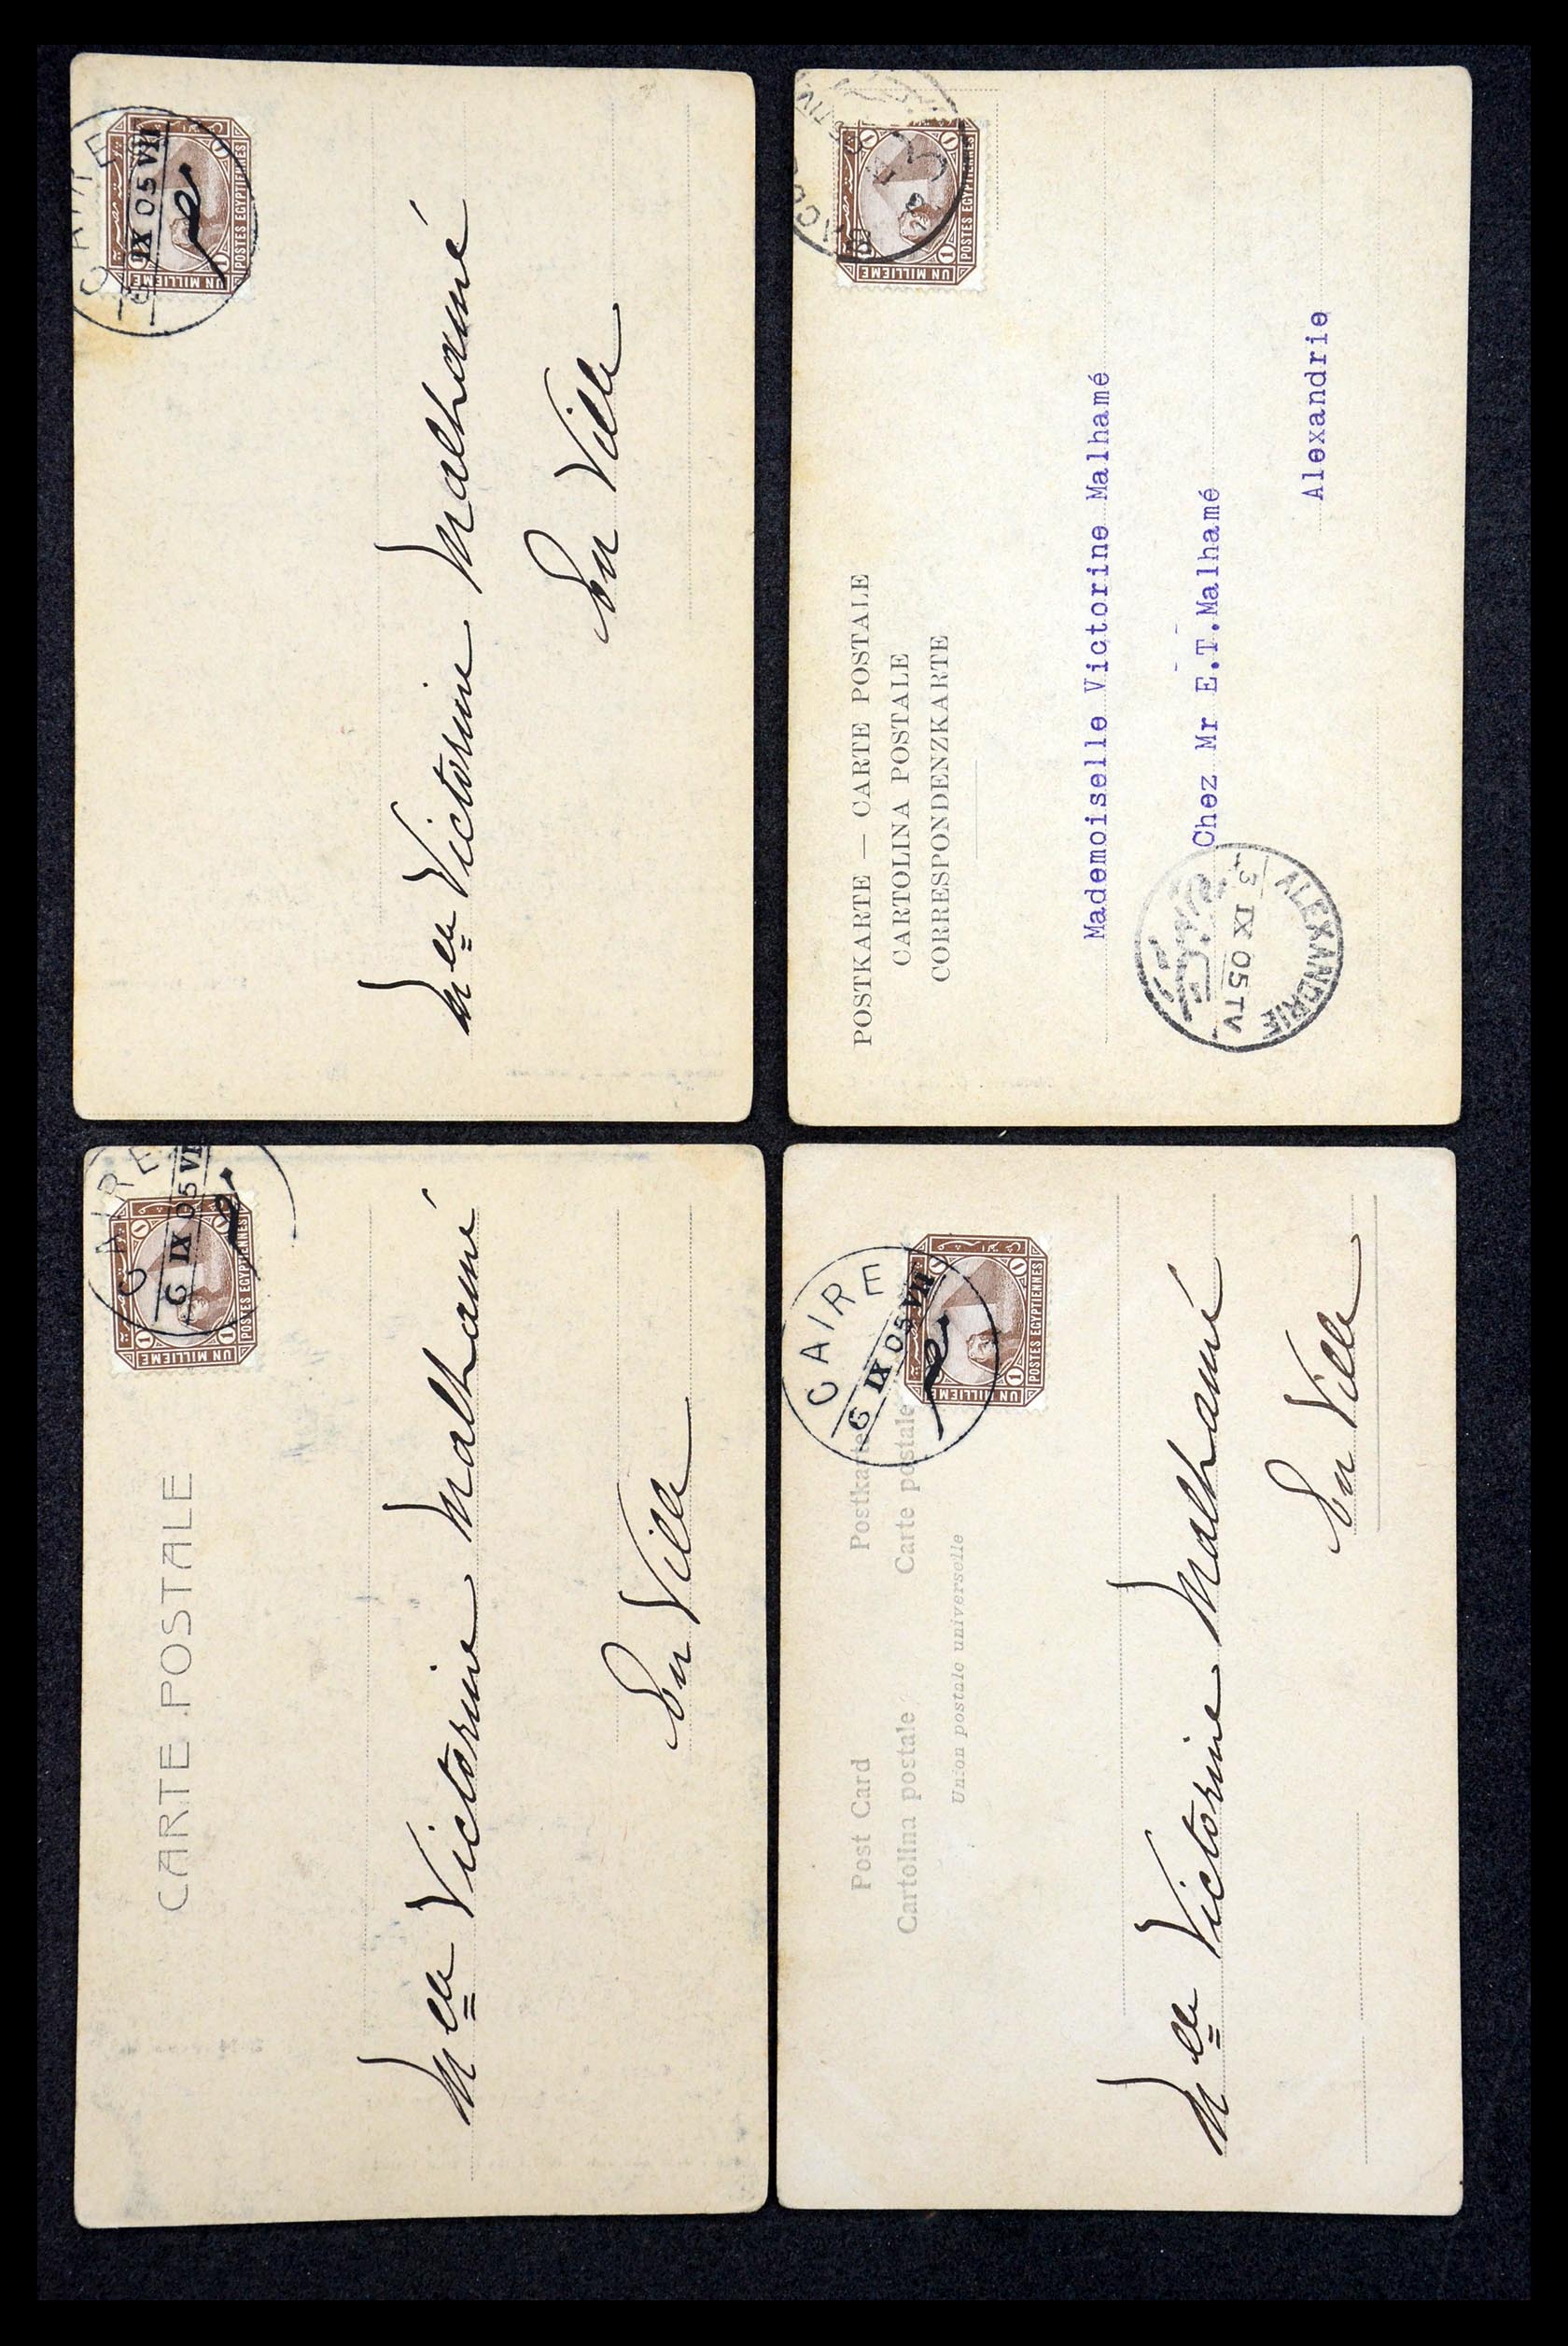 CAIRE
IX 05 VII
UN MILLIEME
POSTES EGYPTIENNES
Mlle Victorine Malhamé
En Ville
UN MILLIEME
POSTES EGYPTIENNES
POSTKARTE — CARTE POSTALE
CARTOLINA POSTALE
CORRESPONDENZKARTE
Mademoiselle Victorine Malhamé
Chez Mr E.T.Malhamé
Alexandrie
ALEXANDRIE
3 IX 05 TV
CAIRE
6 IX 05 VII
UN MILLIEME
POSTES EGYPTIENNES
CARTE POSTALE
Mlle Victorine Malhamé
En Ville
CAIRE
6 IX 05 VII
UN MILLIEME
POSTES EGYPTIENNES
Post Card Postkarte
Cartolina postale Carte postale
Union postale universelle
Mlle Victorine Malhamé
En Ville